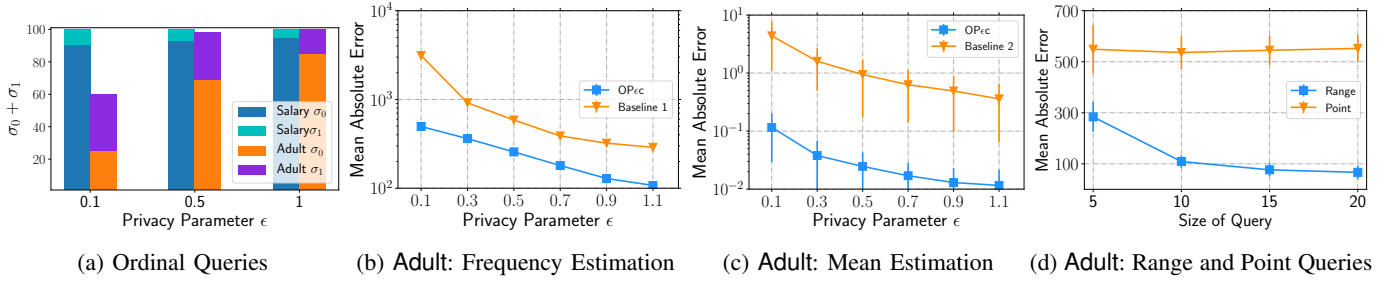 σ0 + σ1
100
80
60
40
20
Salary σ0
Salaryσ1
Adult σ0
Adult σ1
0.1 0.5 1
Privacy Parameter ϵ
(a) Ordinal Queries
Mean Absolute Error
10^4
10^3
10^2
OPϵc
Baseline 1
0.1 0.3 0.5 0.7 0.9 1.1
Privacy Parameter ϵ
(b) Adult: Frequency Estimation
Mean Absolute Error
10^1
10^0
10^−1
10^−2
OPϵc
Baseline 2
0.1 0.3 0.5 0.7 0.9 1.1
Privacy Parameter ϵ
(c) Adult: Mean Estimation
Mean Absolute Error
700
500
300
100
Range
Point
5 10 15 20
Size of Query
(d) Adult: Range and Point Queries